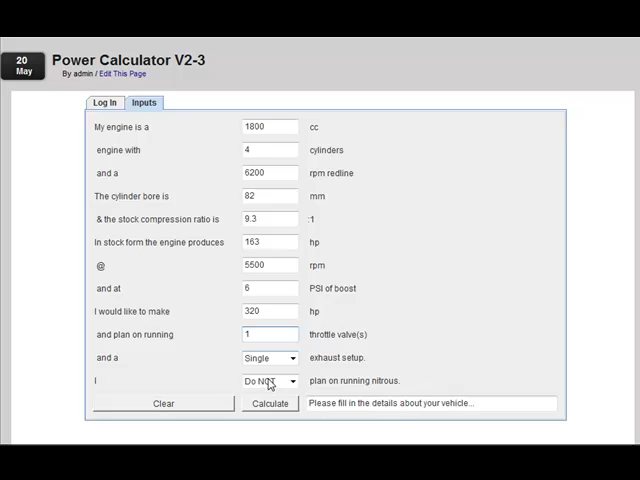 20
May
Power Calculator V2-3
By admin / Edit This Page
Log In
Inputs
My engine is a 1800 cc
engine with 4 cylinders
and a 6200 rpm redline
The cylinder bore is 82 mm
& the stock compression ratio is 9.3 :1
In stock form the engine produces 163 hp
@ 5500 rpm
and at 6 PSI of boost
I would like to make 320 hp
and plan on running 1 throttle valve(s)
and a Single exhaust setup.
I Do NOT plan on running nitrous.
Clear Calculate Please fill in the details about your vehicle...